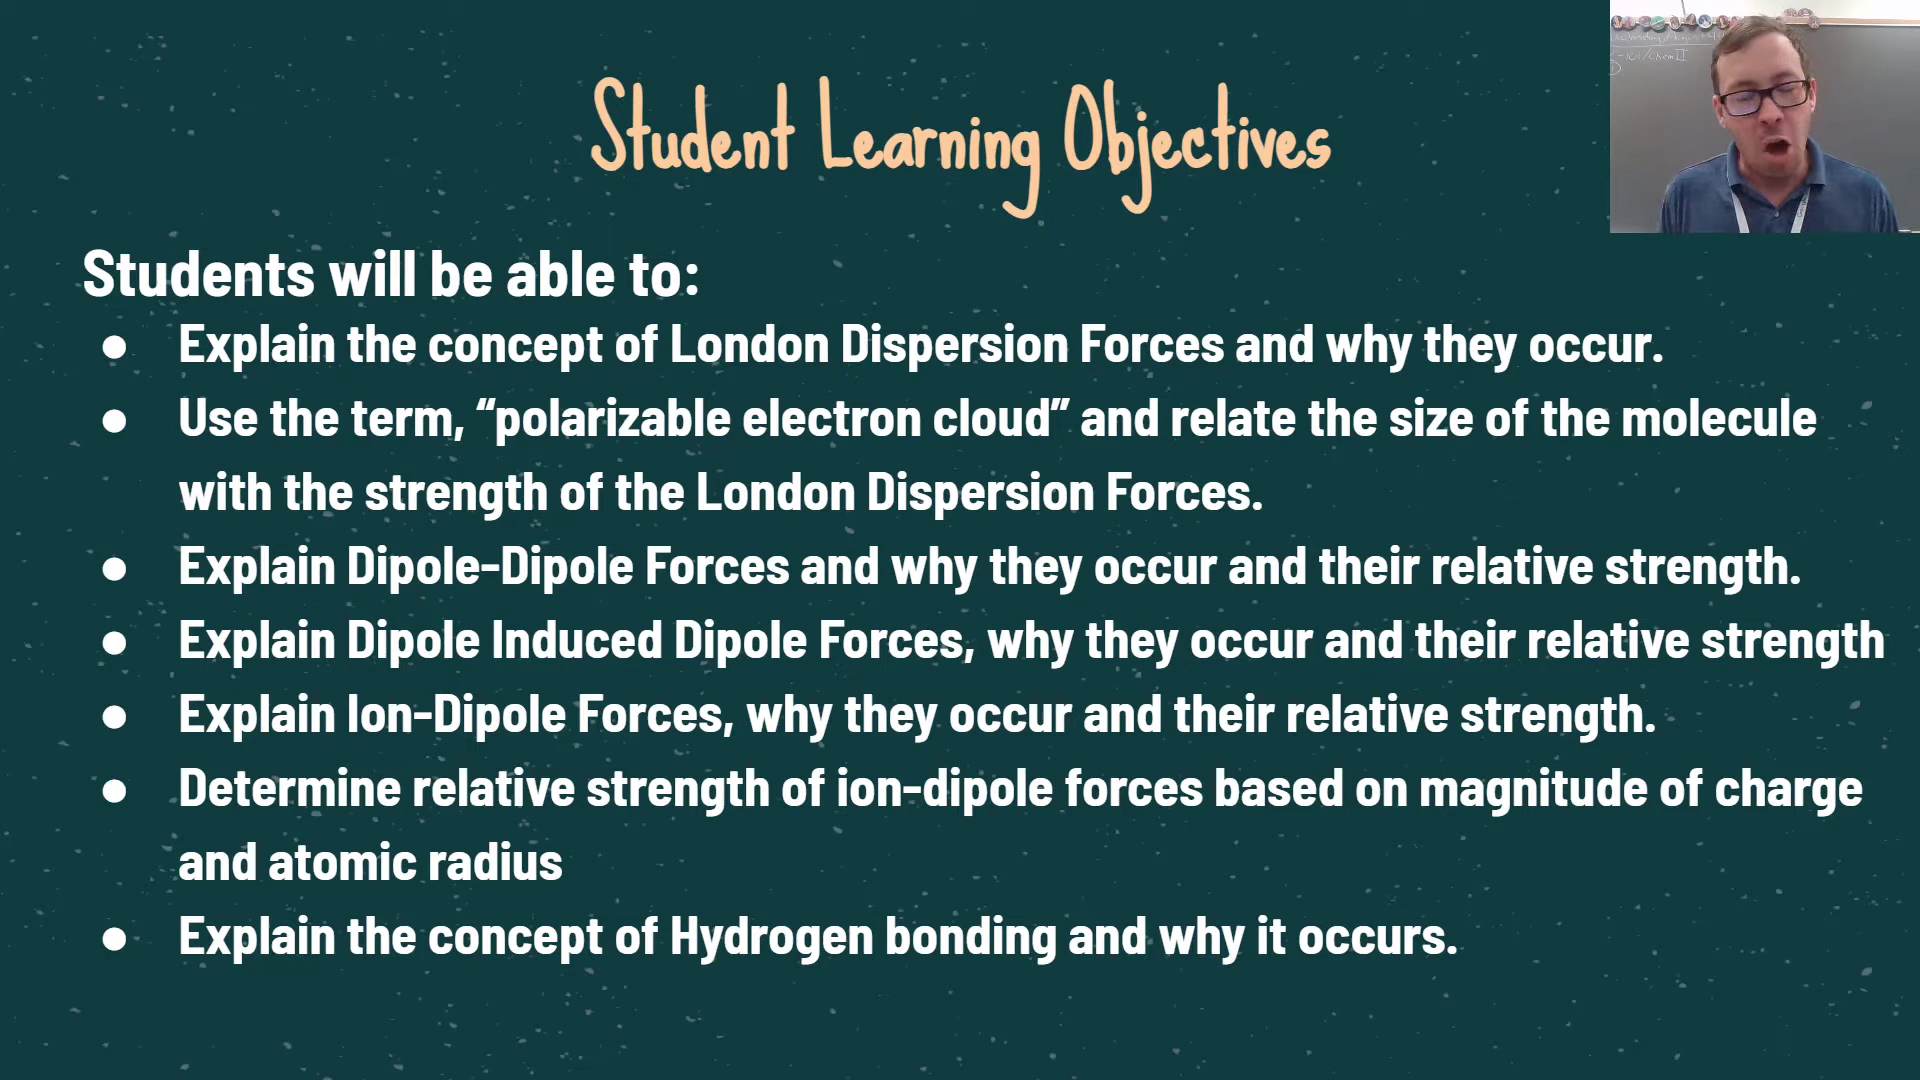 Student Learning Objectives
Students will be able to:
● Explain the concept of London Dispersion Forces and why they occur.
● Use the term, “polarizable electron cloud” and relate the size of the molecule
with the strength of the London Dispersion Forces.
● Explain Dipole-Dipole Forces and why they occur and their relative strength.
● Explain Dipole Induced Dipole Forces, why they occur and their relative strength
● Explain Ion-Dipole Forces, why they occur and their relative strength.
● Determine relative strength of ion-dipole forces based on magnitude of charge
and atomic radius
● Explain the concept of Hydrogen bonding and why it occurs.